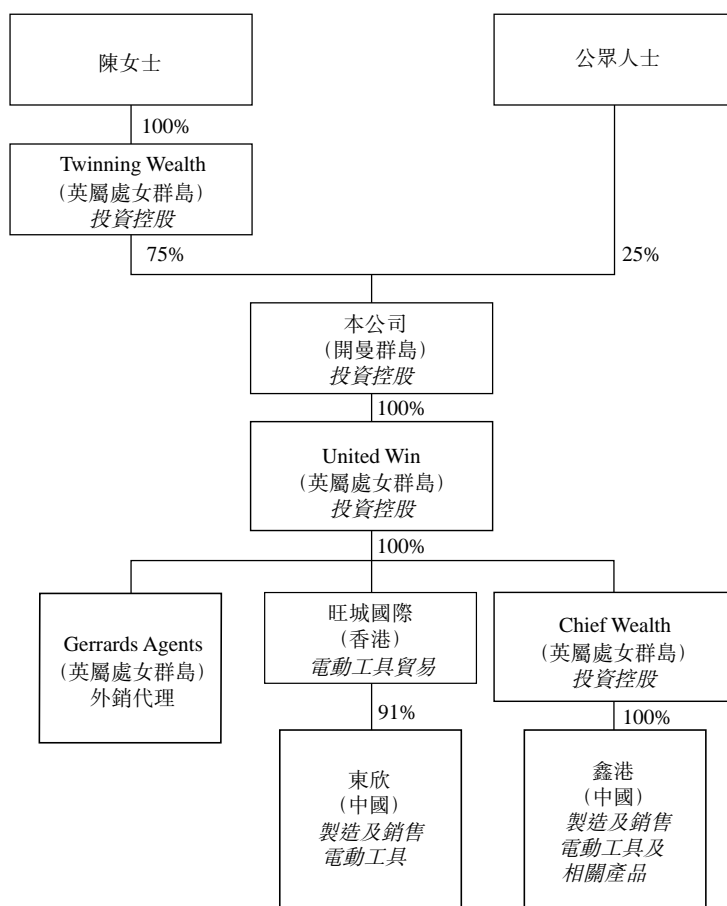 陳女士
公眾人士
100%
Twinning Wealth
(英屬處女群島)
投資控股
75%
25%
本公司
(開曼群島)
投資控股
100%
United Win
(英屬處女群島)
投資控股
100%
Gerrards Agents
(英屬處女群島)
外銷代理
旺城國際
(香港)
電動工具貿易
Chief Wealth
(英屬處女群島)
投資控股
91%
100%
東欣
(中國)
製造及銷售
電動工具
鑫港
(中國)
製造及銷售
電動工具及
相關產品